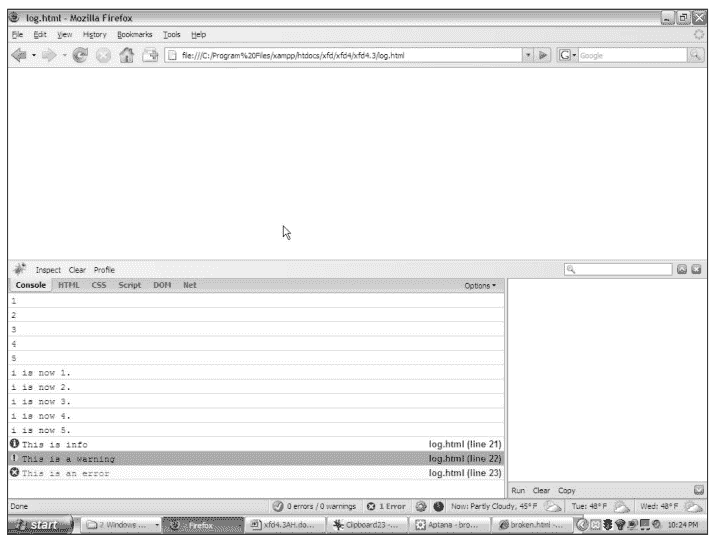 log.html - Mozilla Firefox
File Edit View History Bookmarks Tools Help
file:///C:/Program%20Files/xampp/htdocs/xfd/xfd4/xfd4.3/log.html
G Google
Inspect Clear Profile
Console HTML CSS Script DOM Net Options
1
2
3
4
5
i is now 1.
i is now 2.
i is now 3.
i is now 4.
i is now 5.
This is info log.html (line 21)
This is a warning log.html (line 22)
This is an error log.html (line 23)
Run Clear Copy
Done 0 errors / 0 warnings 1 Error Now: Partly Cloudy, 45° F Tue: 48° F Wed: 48° F
start 7 Windows ... Firefox xfd4.3AH.do... Clipboard23 -... Aptana - bro... broken.html -... 10:24 PM